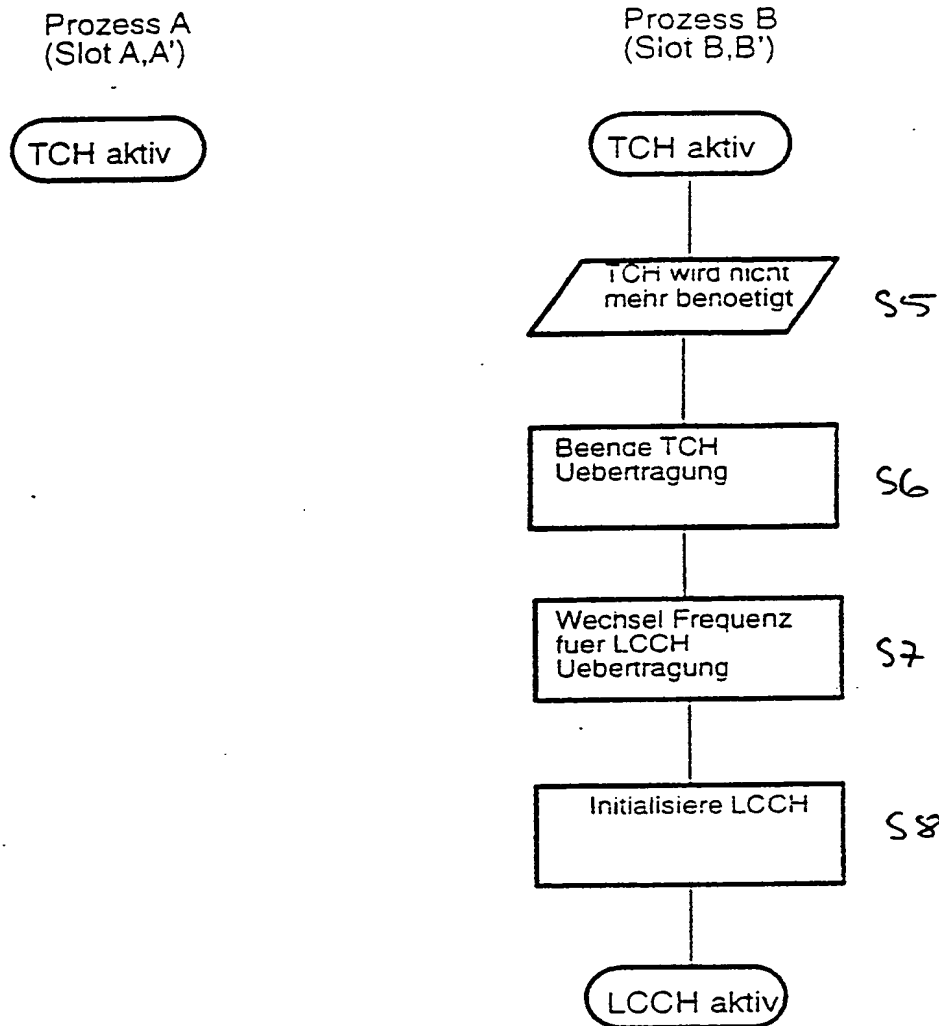 Prozess A
(Slot A,A')
Prozess B
(Slot B,B')
TCH aktiv
TCH aktiv
TCH wird nicht
mehr benoetigt
S5
Beende TCH
Uebertragung
S6
Wechsel Frequenz
fuer LCCH
Uebertragung
S7
Initialisiere LCCH
S8
LCCH aktiv